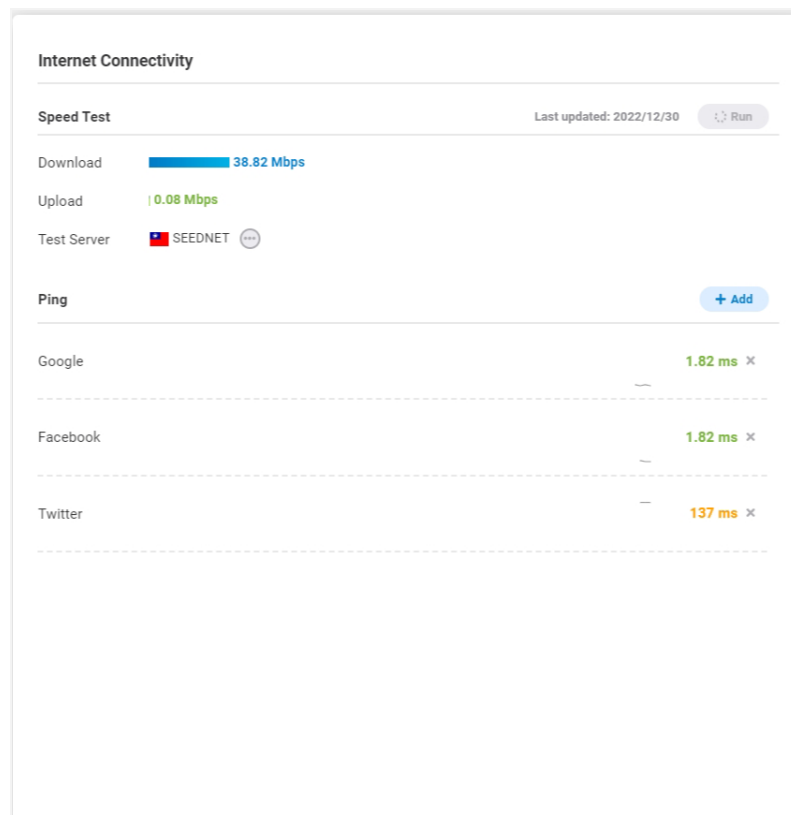 Internet Connectivity
Speed Test Last updated: 2022/12/30 Run
Download 38.82 Mbps
Upload 0.08 Mbps
Test Server SEEDNET
Ping + Add
Google 1.82 ms ×
Facebook 1.82 ms ×
Twitter 137 ms ×